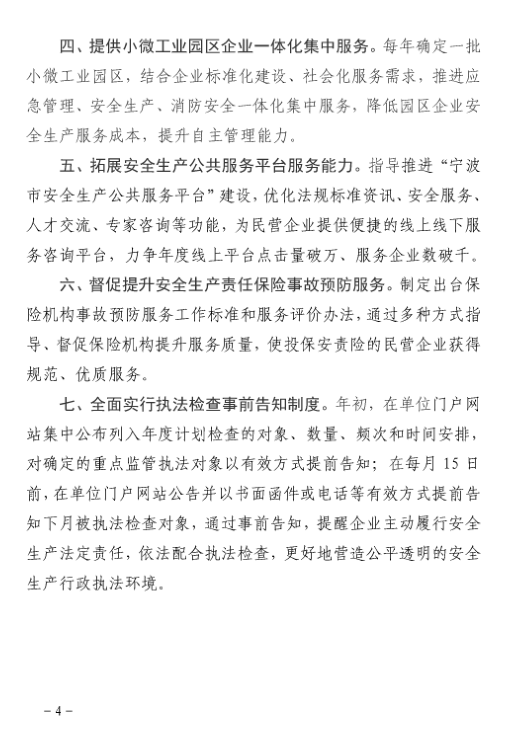 四、提供小微工业园区企业一体化集中服务。每年确定一批
小微工业园区，结合企业标准化建设、社会化服务需求，推进应
急管理、安全生产、消防安全一体化集中服务，降低园区企业安
全生产服务成本，提升自主管理能力。
五、拓展安全生产公共服务平台服务能力。指导推进“宁波
市安全生产公共服务平台”建设，优化法规标准资讯、安全服务、
人才交流、专家咨询等功能，为民营企业提供便捷的线上线下服
务咨询平台，力争年度线上平台点击量破万、服务企业数破千。
六、督促提升安全生产责任保险事故预防服务。制定出台保
险机构事故预防服务工作标准和服务评价办法，通过多种方式指
导、督促保险机构提升服务质量，使投保安责险的民营企业获得
规范、优质服务。
七、全面实行执法检查事前告知制度。年初，在单位门户网
站集中公布列入年度计划检查的对象、数量、频次和时间安排，
对确定的重点监管执法对象以有效方式提前告知；在每月 15 日
前，在单位门户网站公告并以书面函件或电话等有效方式提前告
知下月被执法检查对象，通过事前告知，提醒企业主动履行安全
生产法定责任，依法配合执法检查，更好地营造公平透明的安全
生产行政执法环境。
－4－